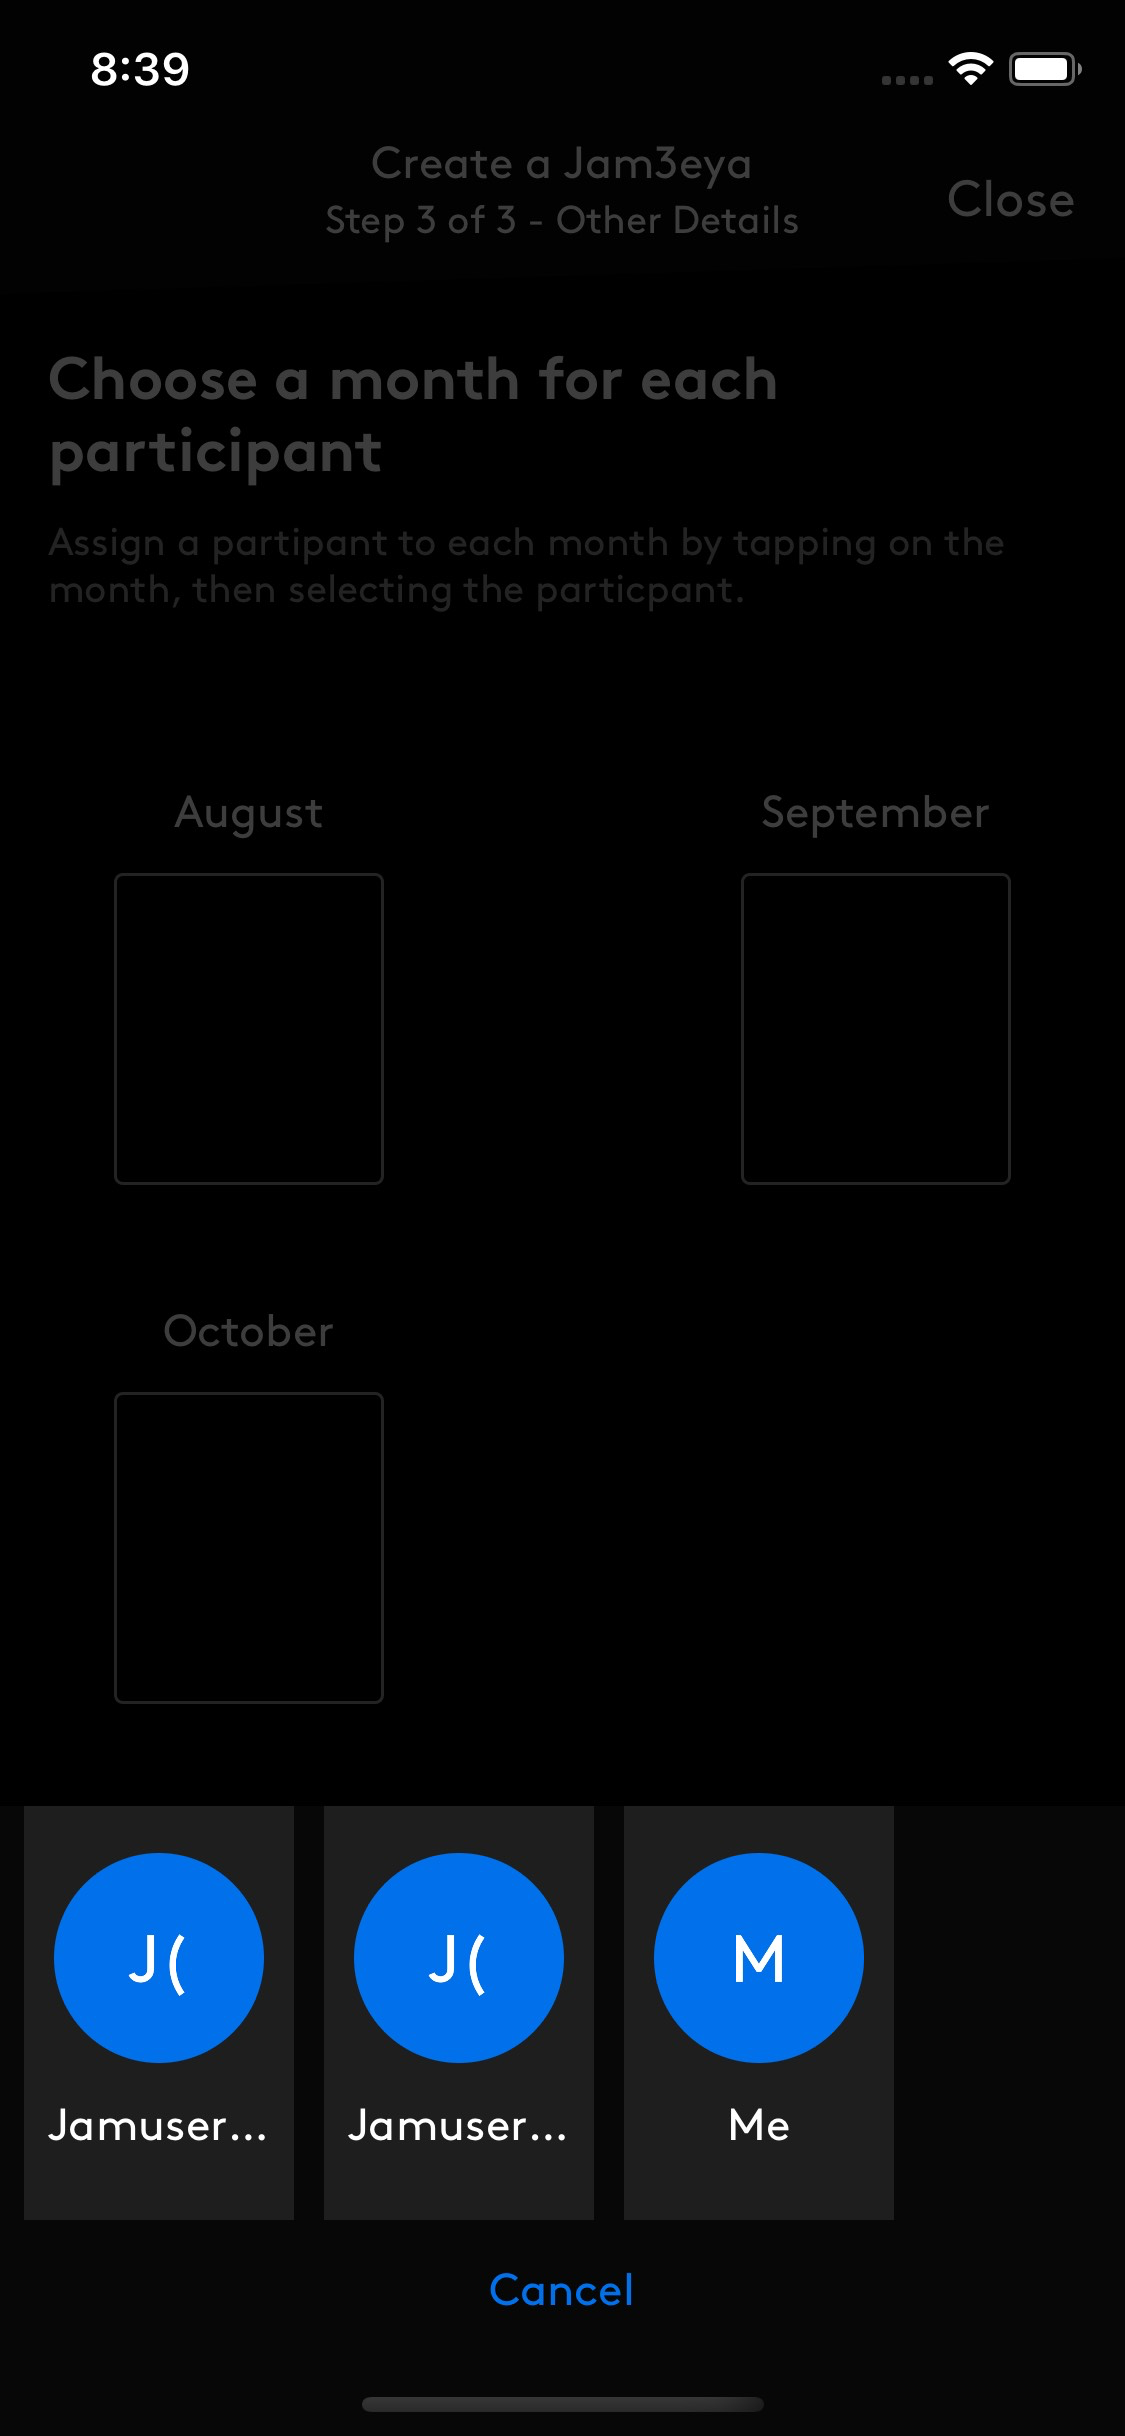 8:39
Create a Jam3eya
Step 3 of 3 - Other Details
Close
Choose a month for each
participant
Assign a partipant to each month by tapping on the
month, then selecting the particpant.
August
September
October
J(
J(
M
Jamuser...
Jamuser...
Me
Cancel